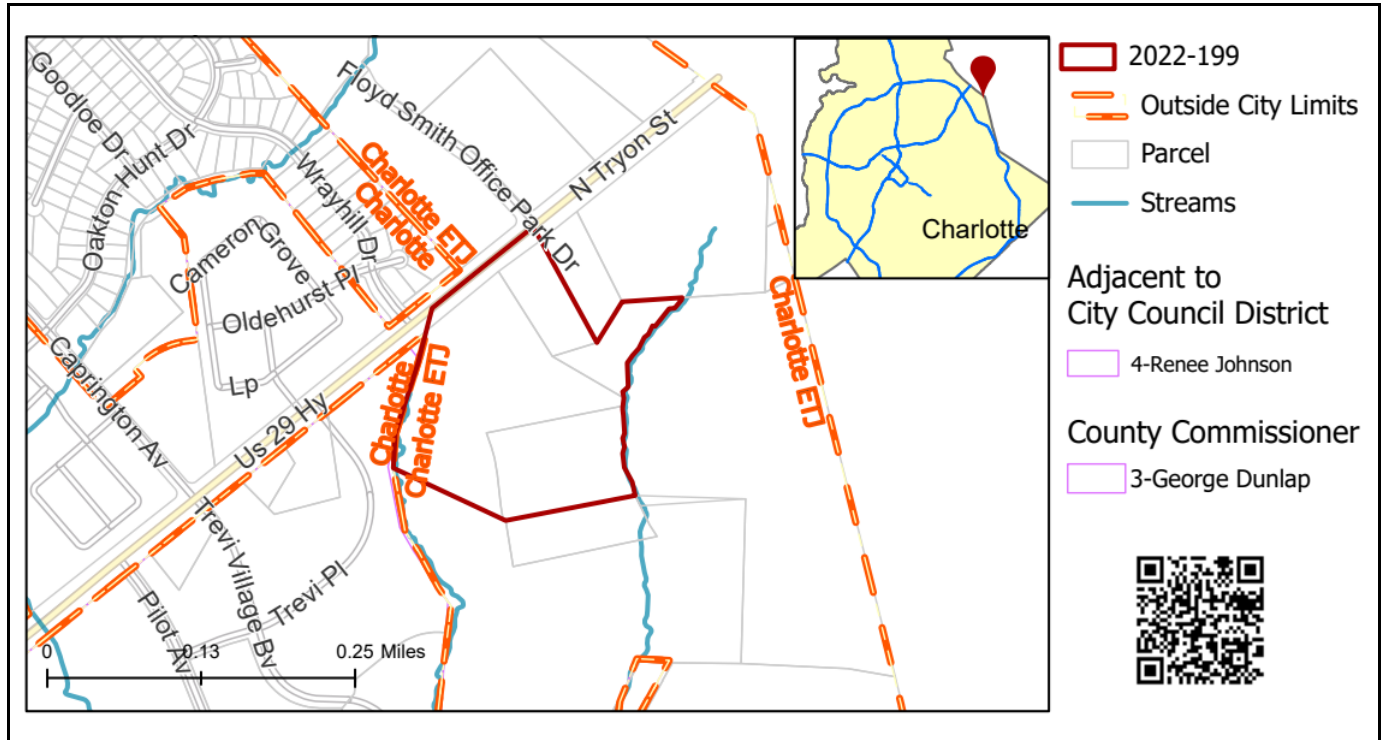 Goodloe Dr
Oakton Hunt Dr
Wrayhill Dr
Floyd Smith Office Park Dr
N Tryon St
Charlotte ETJ
Charlotte
Cameron
Grove
Oldehurst Pl
Lp
Caprington Av
Us 29 Hy
Charlotte
Charlotte ETJ
Charlotte ETJ
Trevi Village Bv
Trevi Pl
Pilot Av
0
0.13
0.25 Miles
Charlotte
2022-199
Outside City Limits
Parcel
Streams
Adjacent to
City Council District
4-Renee Johnson
County Commissioner
3-George Dunlap